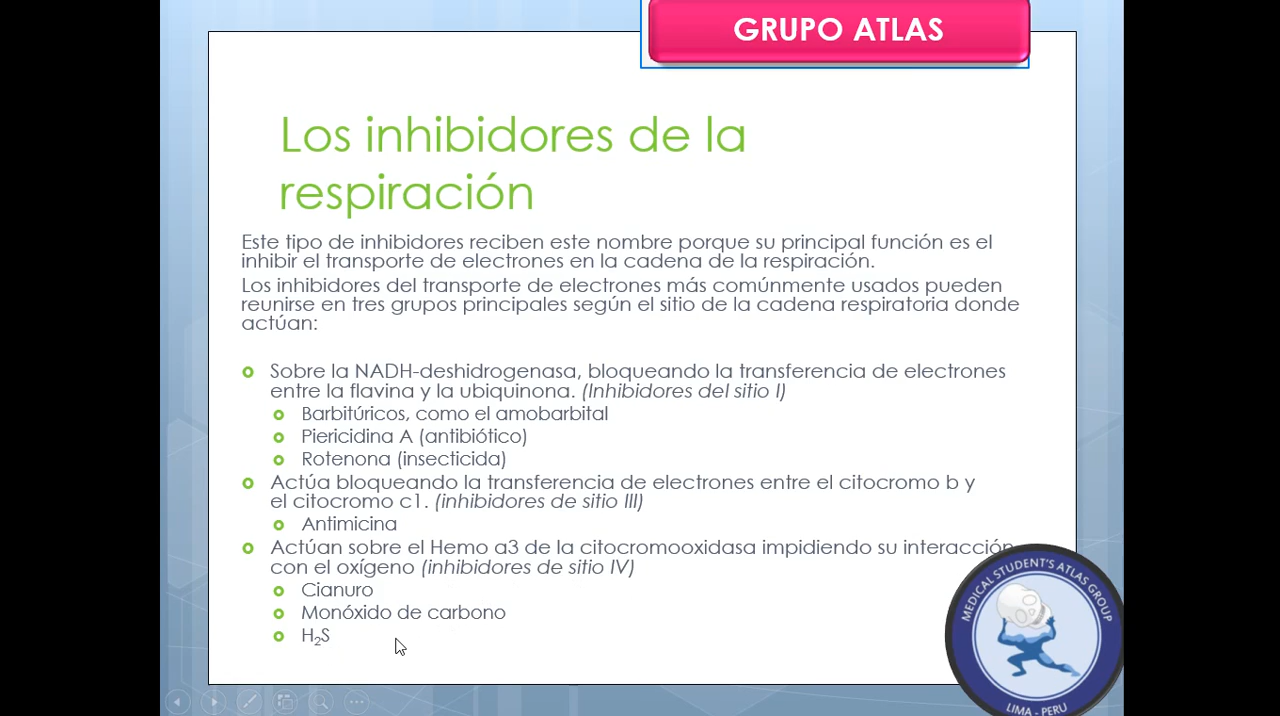 GRUPO ATLAS
Los inhibidores de la
respiración
Este tipo de inhibidores reciben este nombre porque su principal función es el
inhibir el transporte de electrones en la cadena de la respiración.
Los inhibidores del transporte de electrones más comúnmente usados pueden
reunirse en tres grupos principales según el sitio de la cadena respiratoria donde
actúan:
Sobre la NADH-deshidrogenasa, bloqueando la transferencia de electrones
entre la flavina y la ubiquinona. (Inhibidores del sitio I)
Barbitúricos, como el amobarbital
Piericidina A (antibiótico)
Rotenona (insecticida)
Actúa bloqueando la transferencia de electrones entre el citocromo b y
el citocromo c1. (inhibidores de sitio III)
Antimicina
Actúan sobre el Hemo a3 de la citocromooxidasa impidiendo su interacción
con el oxígeno (inhibidores de sitio IV)
Cianuro
Monóxido de carbono
H₂S
MEDICAL STUDENT'S ATLAS GROUP
LIMA - PERU